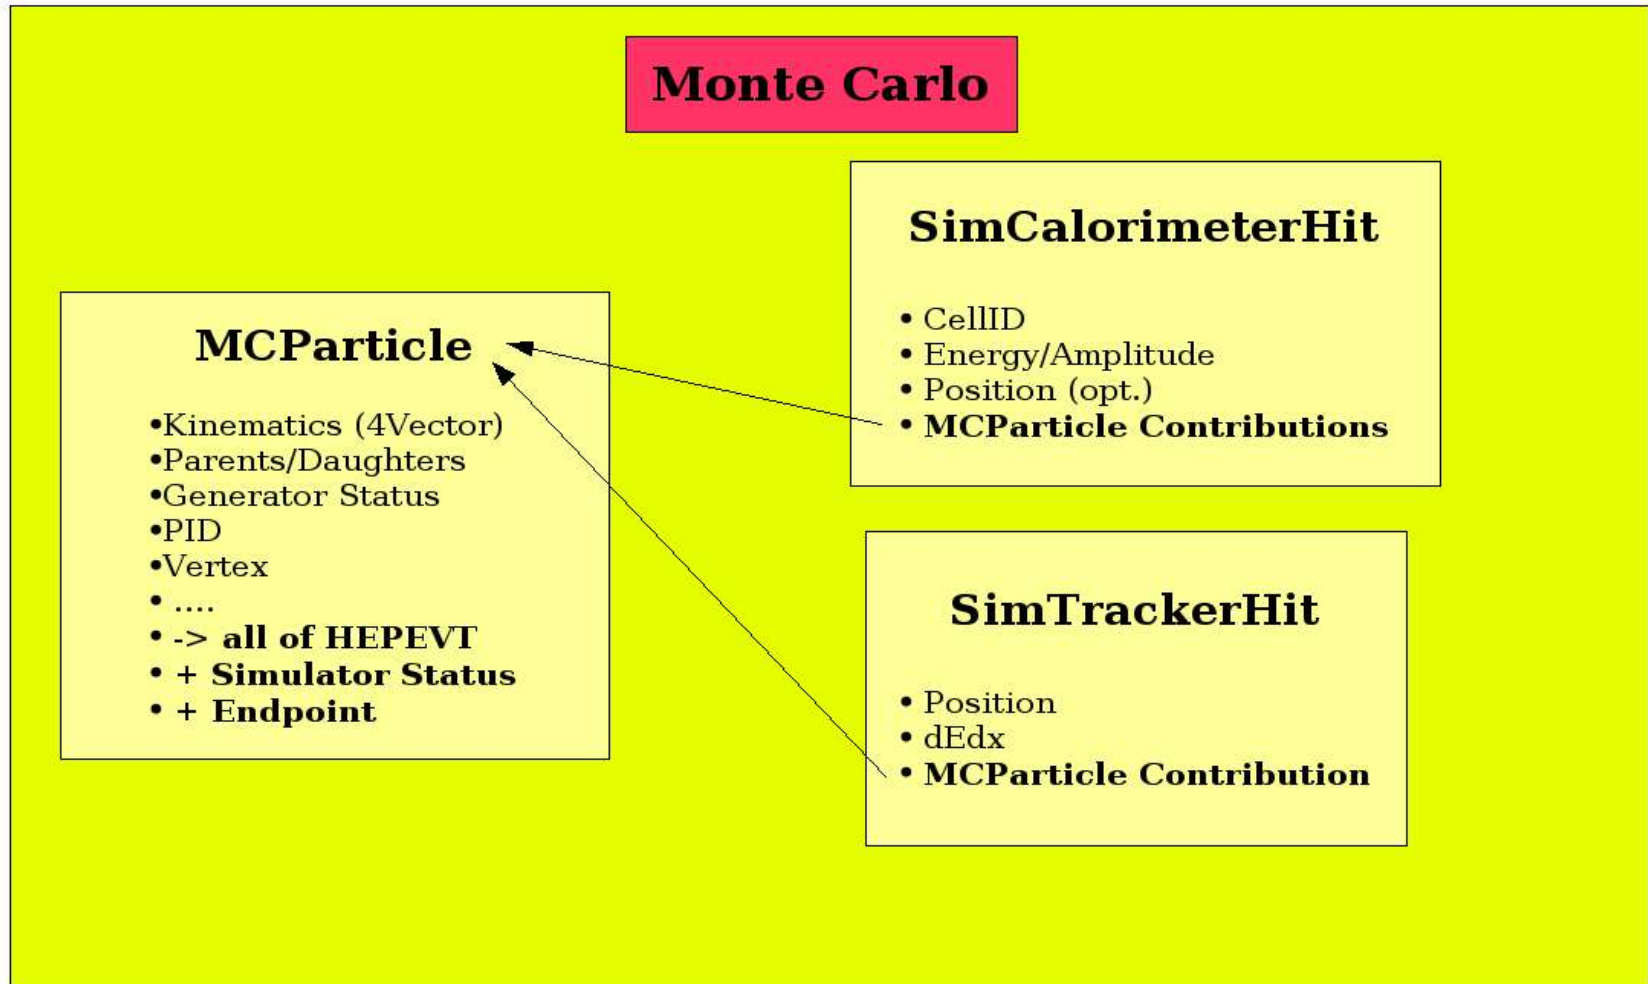 Monte Carlo
MCParticle
•Kinematics (4Vector)
•Parents/Daughters
•Generator Status
•PID
•Vertex
• ....
• -> all of HEPEVT
• + Simulator Status
• + Endpoint
SimCalorimeterHit
• CellID
• Energy/Amplitude
• Position (opt.)
• MCParticle Contributions
SimTrackerHit
• Position
• dEdx
• MCParticle Contribution